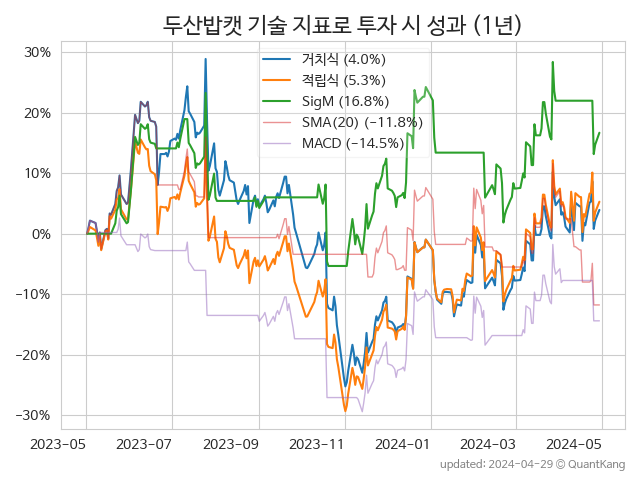 두산밥캣 기술 지표로 투자 시 성과 (1년)
30%
20%
10%
0%
−10%
−20%
−30%
거치식 (4.0%)
적립식 (5.3%)
SigM (16.8%)
SMA(20) (−11.8%)
MACD (−14.5%)
2023-05 2023-07 2023-09 2023-11 2024-01 2024-03 2024-05
updated: 2024-04-29 @ QuantKang